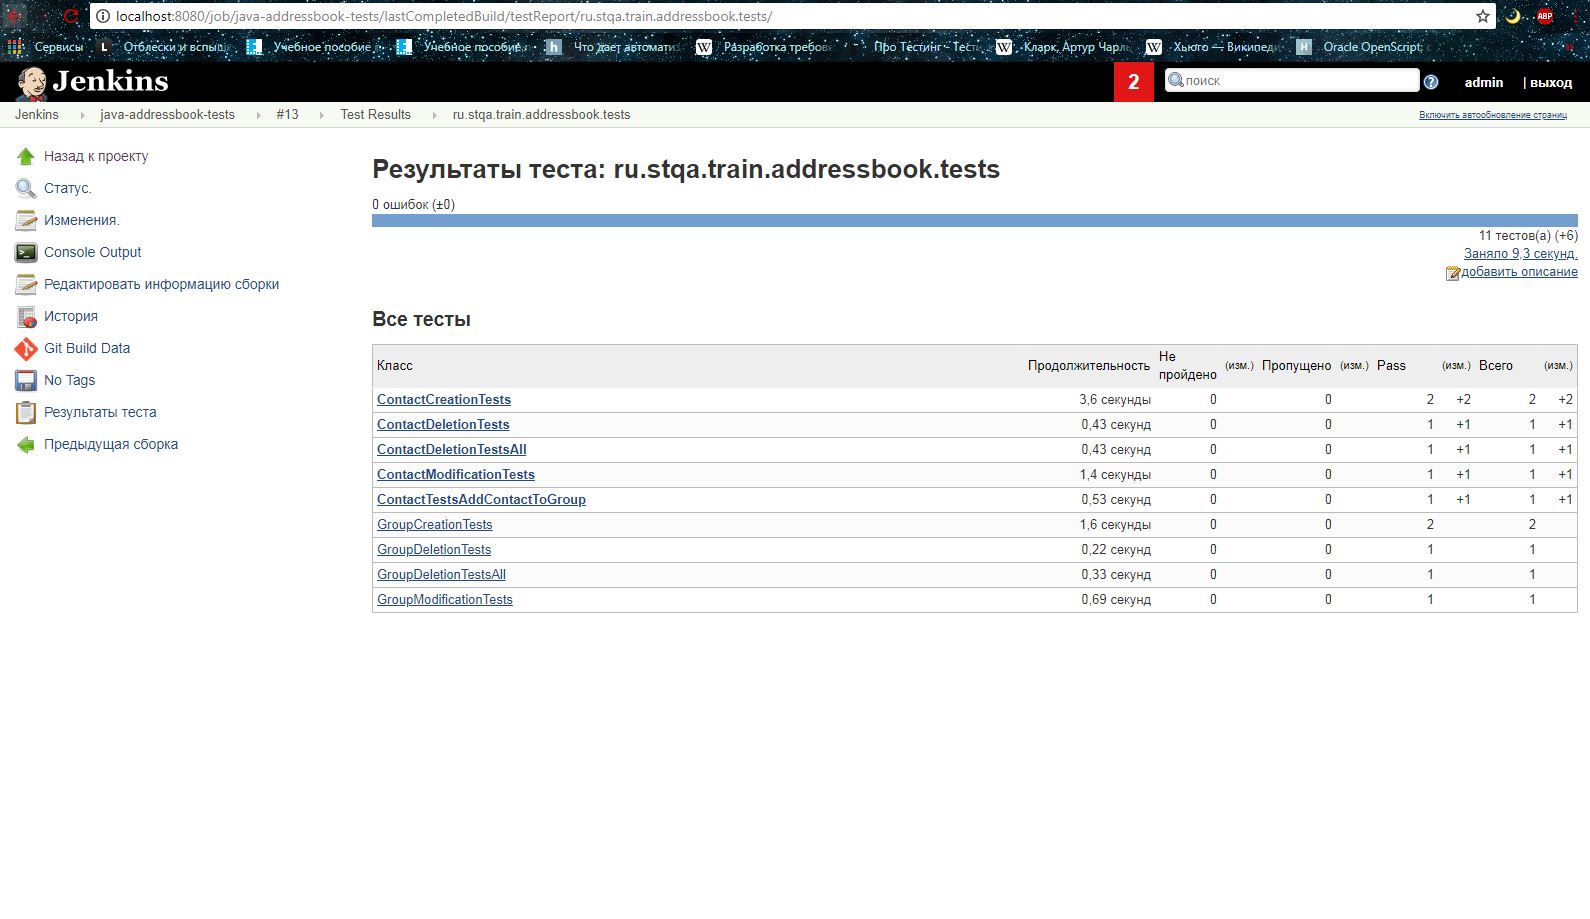 localhost:8080/job/java-addressbook-tests/lastCompletedBuild/testReport/ru.stqa.train.addressbook.tests/ ABP
Сервисы L Отблески и вспыш Учебное пособие Учебное пособие h Что дает автомати W Разработка требов Про Тестинг - Тест W Кларк, Артур Чарль W Хьюго — Википеди H Oracle OpenScript:
Jenkins 2 поиск admin | выход
Jenkins java-addressbook-tests #13 Test Results ru.stqa.train.addressbook.tests Включить автообновление страниц
Назад к проекту
Статус.
Изменения.
Console Output
Редактировать информацию сборки
История
Git Build Data
No Tags
Результаты теста
Предыдущая сборка
Результаты теста: ru.stqa.train.addressbook.tests
0 ошибок (±0)
11 тестов(а) (+6)
Заняло 9,3 секунд.
добавить описание
Все тесты
Класс Продолжительность Не пройдено (изм.) Пропущено (изм.) Pass (изм.) Всего (изм.)
ContactCreationTests 3,6 секунды 0 0 2 +2 2 +2
ContactDeletionTests 0,43 секунд 0 0 1 +1 1 +1
ContactDeletionTestsAll 0,43 секунд 0 0 1 +1 1 +1
ContactModificationTests 1,4 секунды 0 0 1 +1 1 +1
ContactTestsAddContactToGroup 0,53 секунд 0 0 1 +1 1 +1
GroupCreationTests 1,6 секунды 0 0 2 2
GroupDeletionTests 0,22 секунд 0 0 1 1
GroupDeletionTestsAll 0,33 секунд 0 0 1 1
GroupModificationTests 0,69 секунд 0 0 1 1